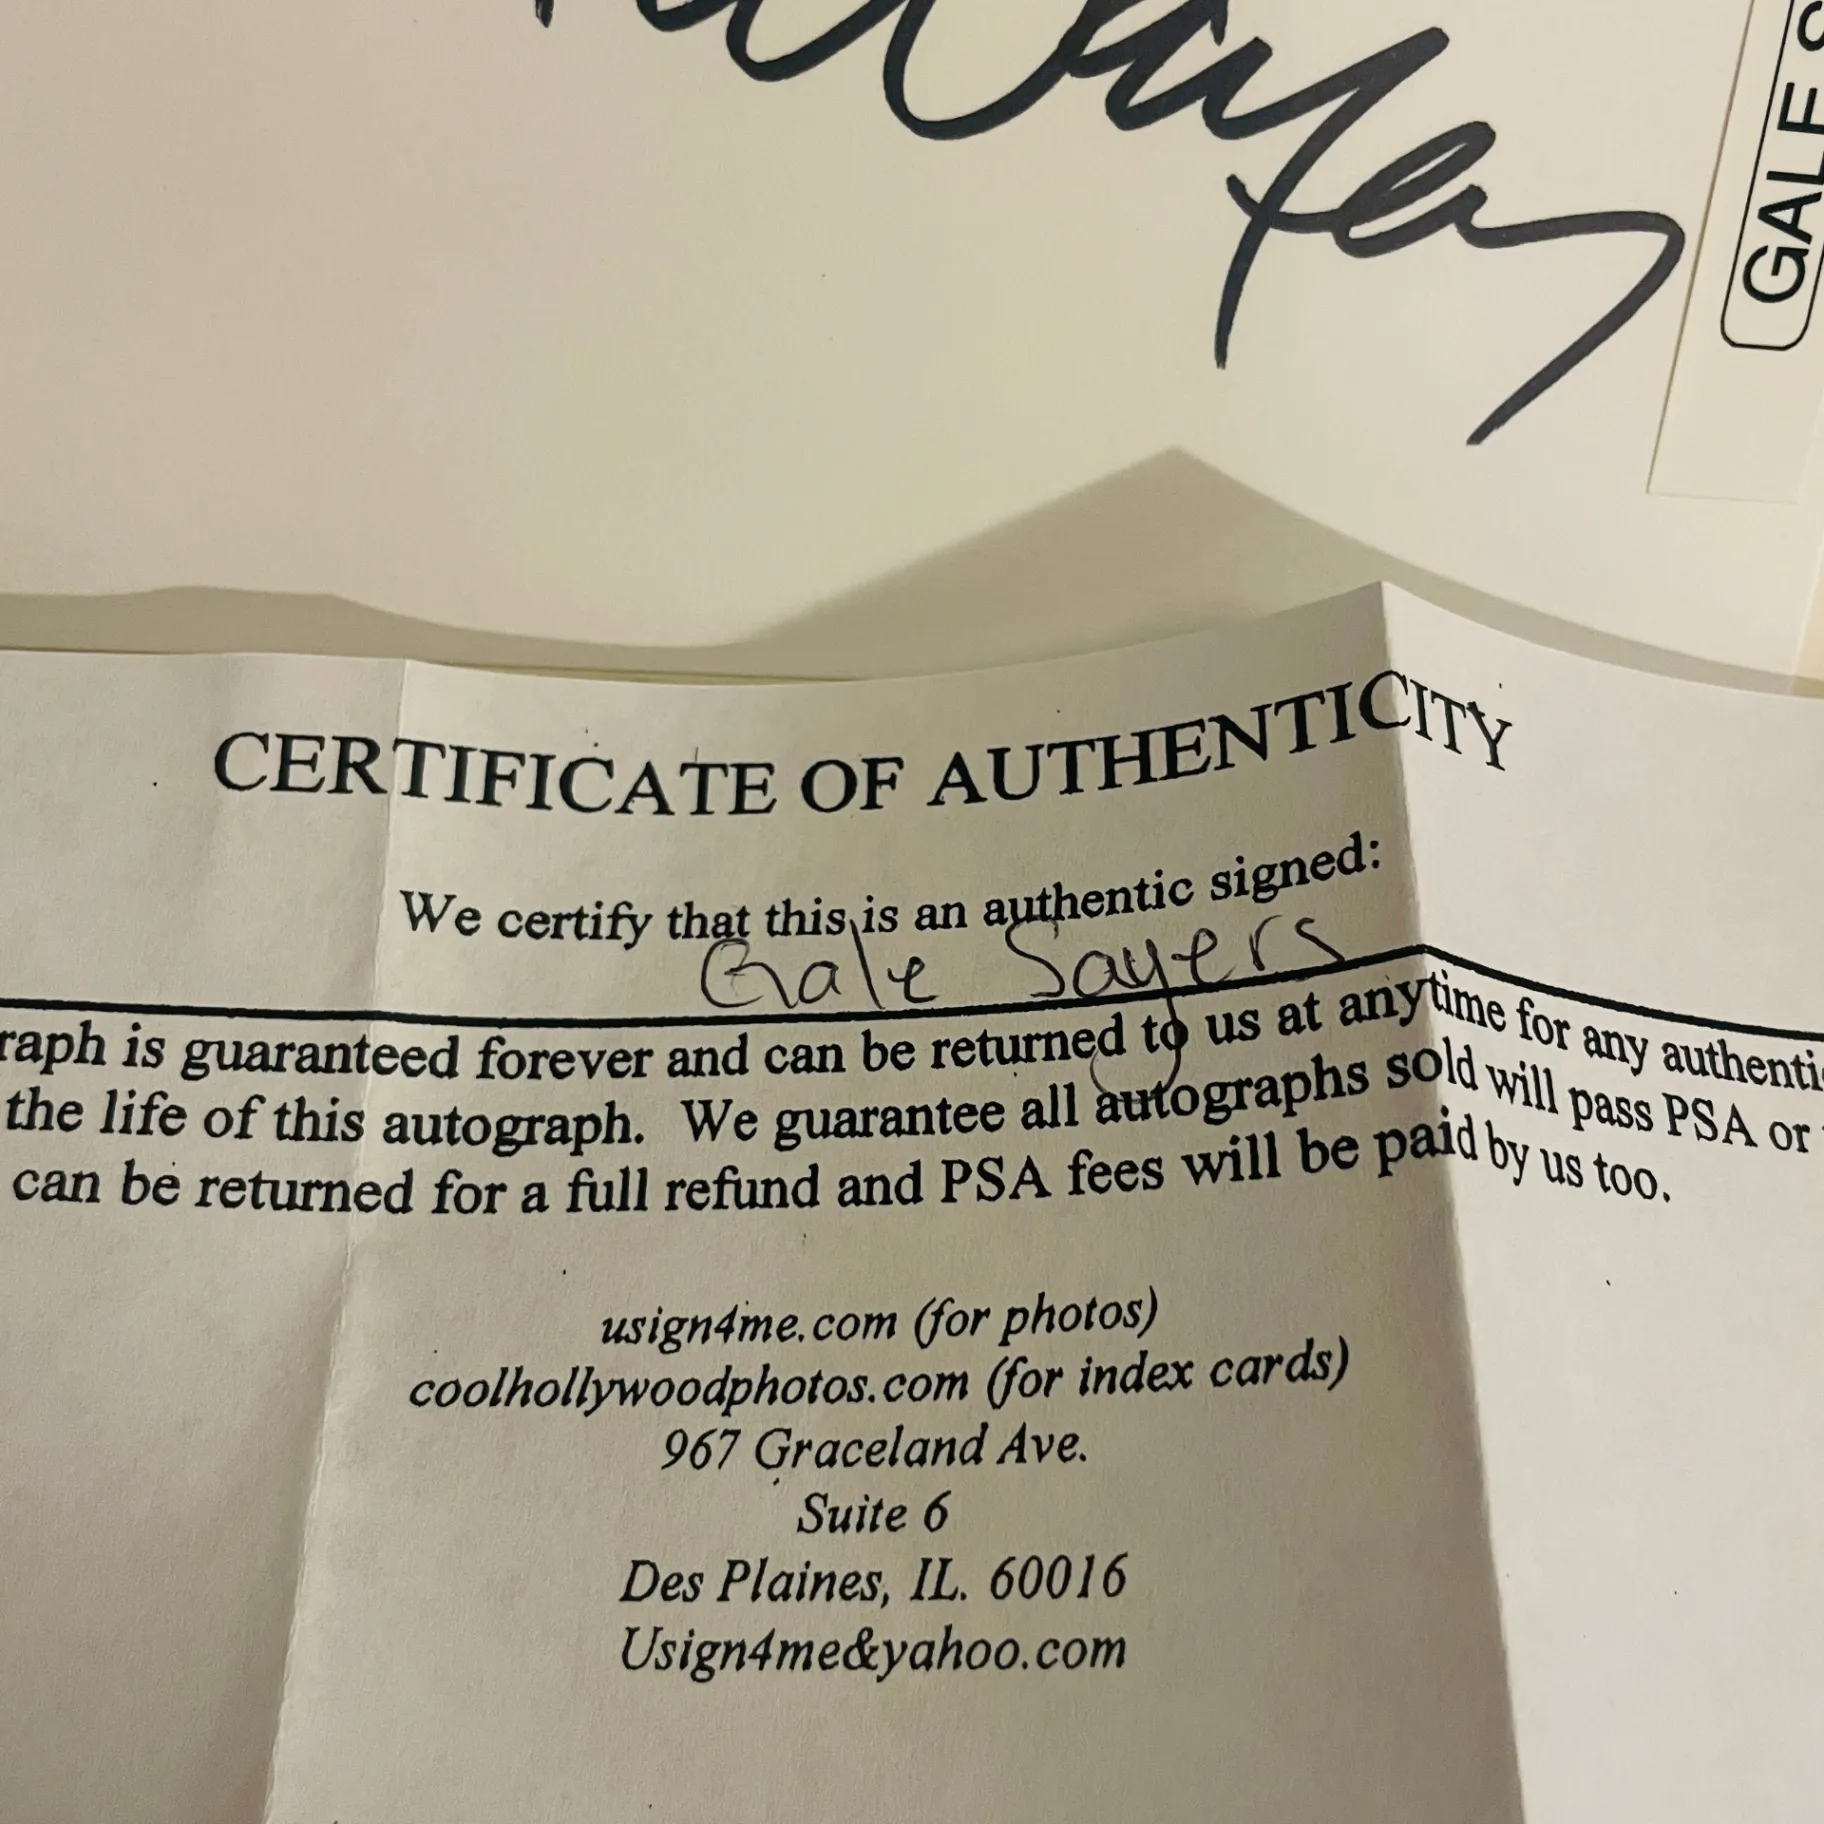 Sayers
GALE S
CERTIFICATE OF AUTHENTICITY
We certify that this is an authentic signed:
Gale Sayers
raph is guaranteed forever and can be returned to us at anytime for any authenti
the life of this autograph. We guarantee all autographs sold will pass PSA or
can be returned for a full refund and PSA fees will be paid by us too.
usign4me.com (for photos)
coolhollywoodphotos.com (for index cards)
967 Graceland Ave.
Suite 6
Des Plaines, IL. 60016
Usign4me&yahoo.com